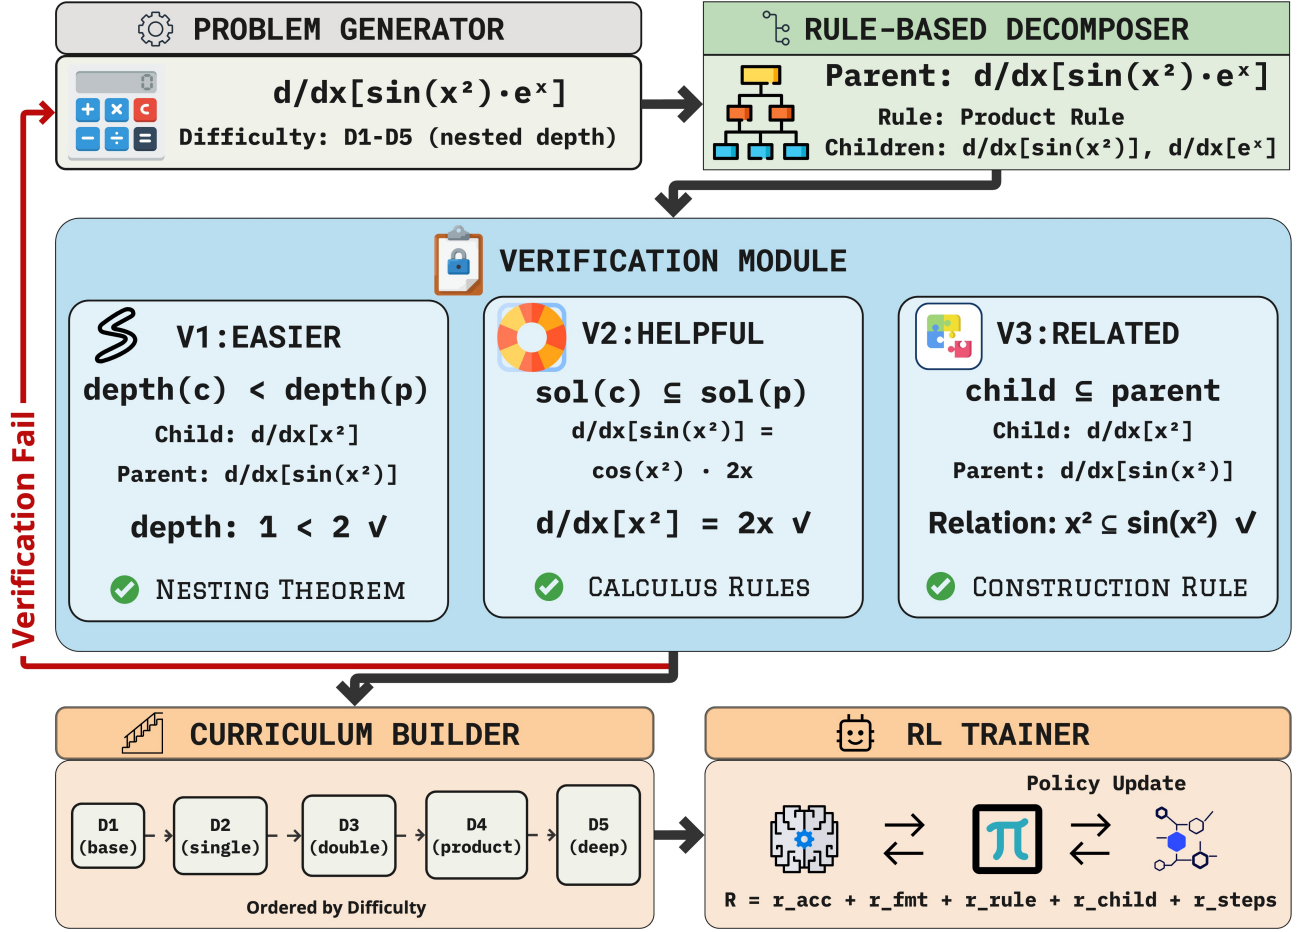 PROBLEM GENERATOR
0
+ × C
− ÷ =
d/dx[sin(x²)·eˣ]
Difficulty: D1-D5 (nested depth)
RULE-BASED DECOMPOSER
Parent: d/dx[sin(x²)·eˣ]
Rule: Product Rule
Children: d/dx[sin(x²)], d/dx[eˣ]
Verification Fail
VERIFICATION MODULE
V1:EASIER
depth(c) < depth(p)
Child: d/dx[x²]
Parent: d/dx[sin(x²)]
depth: 1 < 2 ✓
NESTING THEOREM
V2:HELPFUL
sol(c) ⊆ sol(p)
d/dx[sin(x²)] =
cos(x²) · 2x
d/dx[x²] = 2x ✓
CALCULUS RULES
V3:RELATED
child ⊆ parent
Child: d/dx[x²]
Parent: d/dx[sin(x²)]
Relation: x² ⊆ sin(x²) ✓
CONSTRUCTION RULE
CURRICULUM BUILDER
D1
(base)
D2
(single)
D3
(double)
D4
(product)
D5
(deep)
Ordered by Difficulty
RL TRAINER
Policy Update
π
R = r_acc + r_fmt + r_rule + r_child + r_steps